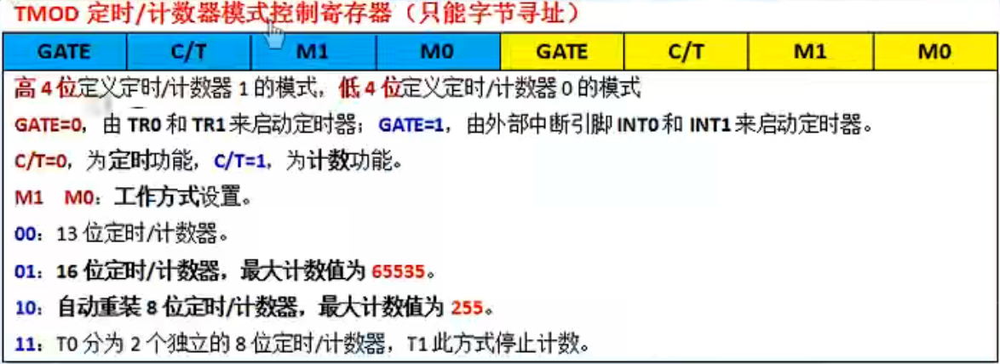 TMOD 定时/计数器模式控制寄存器（只能字节寻址）
GATE C/T M1 M0 GATE C/T M1 M0
高 4 位定义定时/计数器 1 的模式，低 4 位定义定时/计数器 0 的模式
GATE=0，由 TR0 和 TR1 来启动定时器；GATE=1，由外部中断引脚 INT0 和 INT1 来启动定时器。
C/T=0，为定时功能，C/T=1，为计数功能。
M1 M0：工作方式设置。
00：13 位定时/计数器。
01：16 位定时/计数器，最大计数值为 65535。
10：自动重装 8 位定时/计数器，最大计数值为 255。
11：T0 分为 2 个独立的 8 位定时/计数器，T1 此方式停止计数。